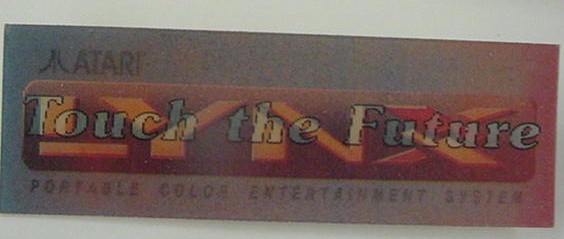 ATARI
LYNX
Touch the Future
PORTABLE COLOR ENTERTAINMENT SYSTEM